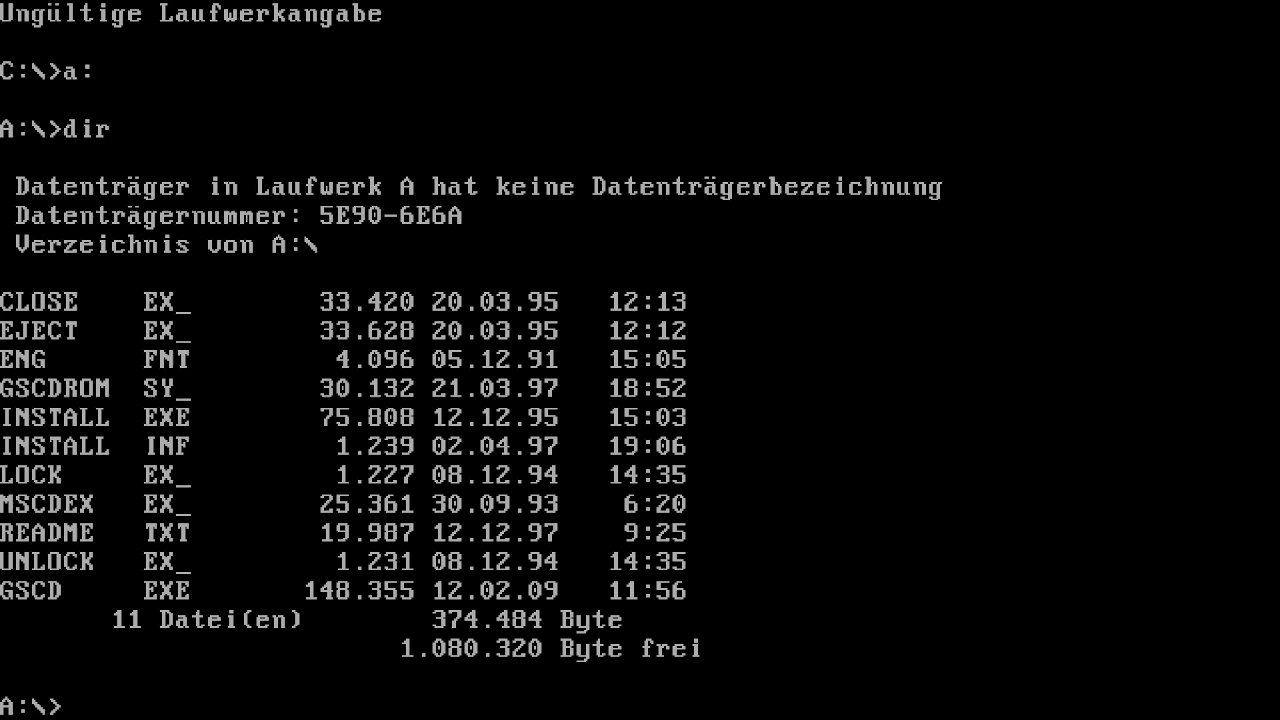 Ungültige Laufwerkangabe
C:\>a:
A:\>dir
Datenträger in Laufwerk A hat keine Datenträgerbezeichnung
Datenträgernummer: 5E90-6E6A
Verzeichnis von A:\
CLOSE    EX_        33.420 20.03.95   12:13
EJECT    EX_        33.628 20.03.95   12:12
ENG      FNT         4.096 05.12.91   15:05
GSCDROM  SY_        30.132 21.03.97   18:52
INSTALL  EXE        75.808 12.12.95   15:03
INSTALL  INF         1.239 02.04.97   19:06
LOCK     EX_         1.227 08.12.94   14:35
MSCDEX   EX_        25.361 30.09.93    6:20
README   TXT        19.987 12.12.97    9:25
UNLOCK   EX_         1.231 08.12.94   14:35
GSCD     EXE       148.355 12.02.09   11:56
11 Datei(en)        374.484 Byte
1.080.320 Byte frei
A:\>